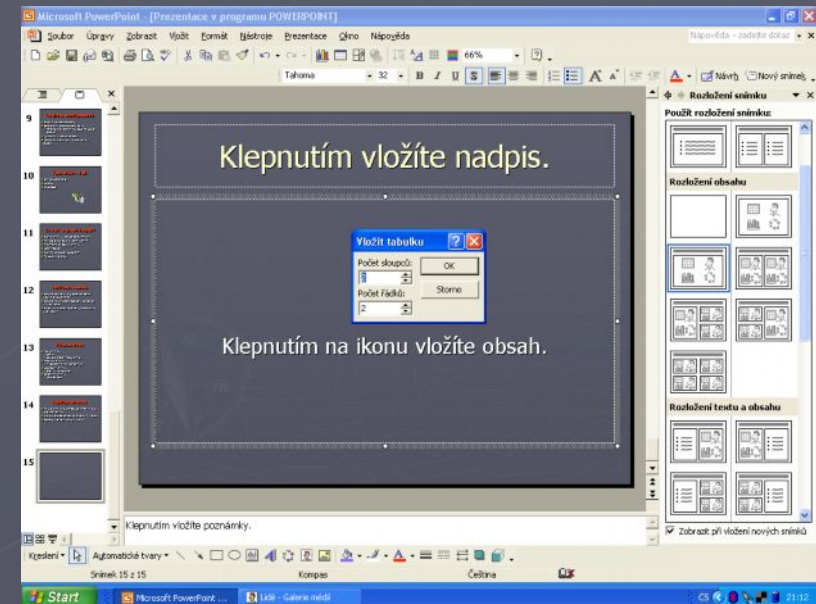 Microsoft PowerPoint - [Prezentace v programu POWERPOINT]
Soubor Úpravy Zobrazit Vložit Formát Nástroje Prezentace Okno Nápověda
Nápověda – zadejte dotaz
66%
Tahoma 32 B I U S
Návrh Nový snímek
Rozložení snímku
Použít rozložení snímku:
9
10
11
12
13
14
15
Klepnutím vložíte nadpis.
Vložit tabulku
Počet sloupců:
OK
Počet řádků:
2
Storno
Klepnutím na ikonu vložíte obsah.
Rozložení obsahu
Rozložení textu a obsahu
Zobrazit při vložení nových snímků
Klepnutím vložíte poznámky.
Kreslení Automatické tvary
Snímek 15 z 15 Kompas Čeština
Start Microsoft PowerPoint ... Lidé - Galerie médií CS 21:12